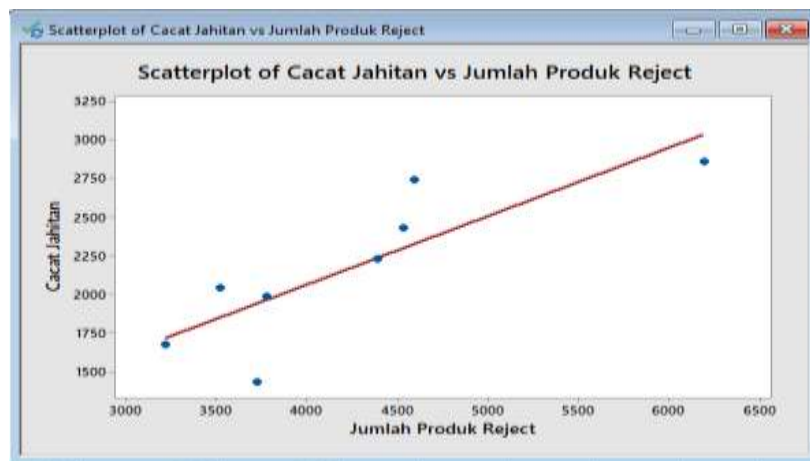 Scatterplot of Cacat Jahitan vs Jumlah Produk Reject
Scatterplot of Cacat Jahitan vs Jumlah Produk Reject
3250
3000
2750
2500
2250
2000
1750
1500
Cacat Jahitan
3000 3500 4000 4500 5000 5500 6000 6500
Jumlah Produk Reject